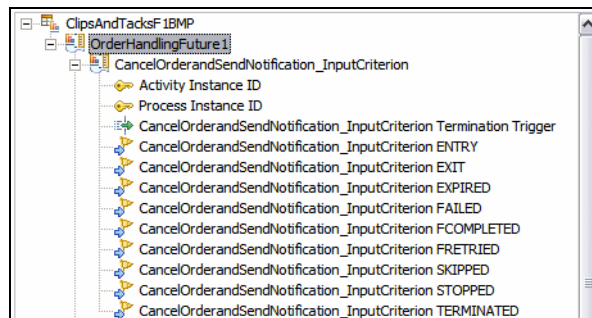 ClipsAndTacksF1BMP
OrderHandlingFuture1
CancelOrderandSendNotification_InputCriterion
Activity Instance ID
Process Instance ID
CancelOrderandSendNotification_InputCriterion Termination Trigger
CancelOrderandSendNotification_InputCriterion ENTRY
CancelOrderandSendNotification_InputCriterion EXIT
CancelOrderandSendNotification_InputCriterion EXPIRED
CancelOrderandSendNotification_InputCriterion FAILED
CancelOrderandSendNotification_InputCriterion FCOMPLETED
CancelOrderandSendNotification_InputCriterion FRETRIED
CancelOrderandSendNotification_InputCriterion SKIPPED
CancelOrderandSendNotification_InputCriterion STOPPED
CancelOrderandSendNotification_InputCriterion TERMINATED